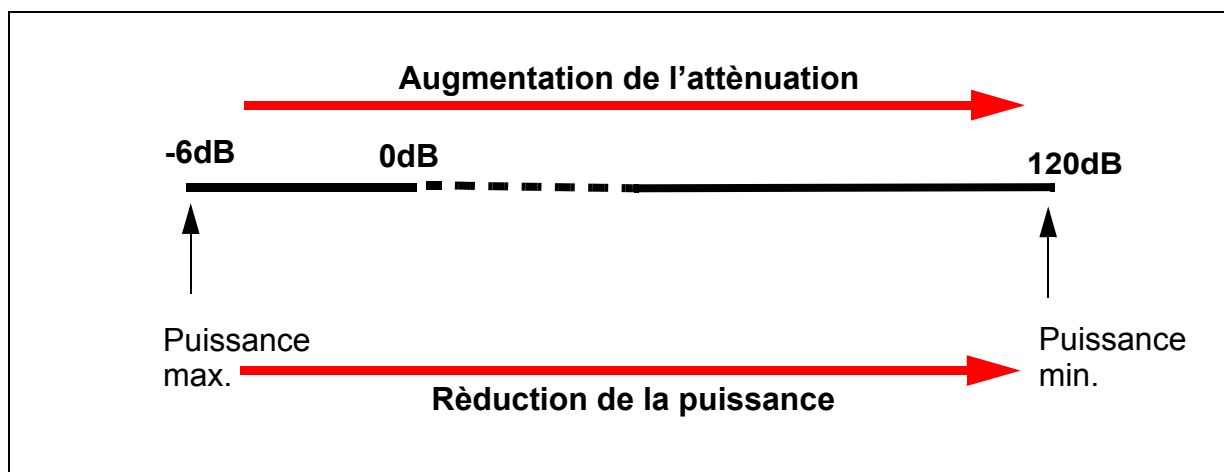 Augmentation de l’attènuation
-6dB
0dB
120dB
Puissance
max.
Puissance
min.
Rèduction de la puissance